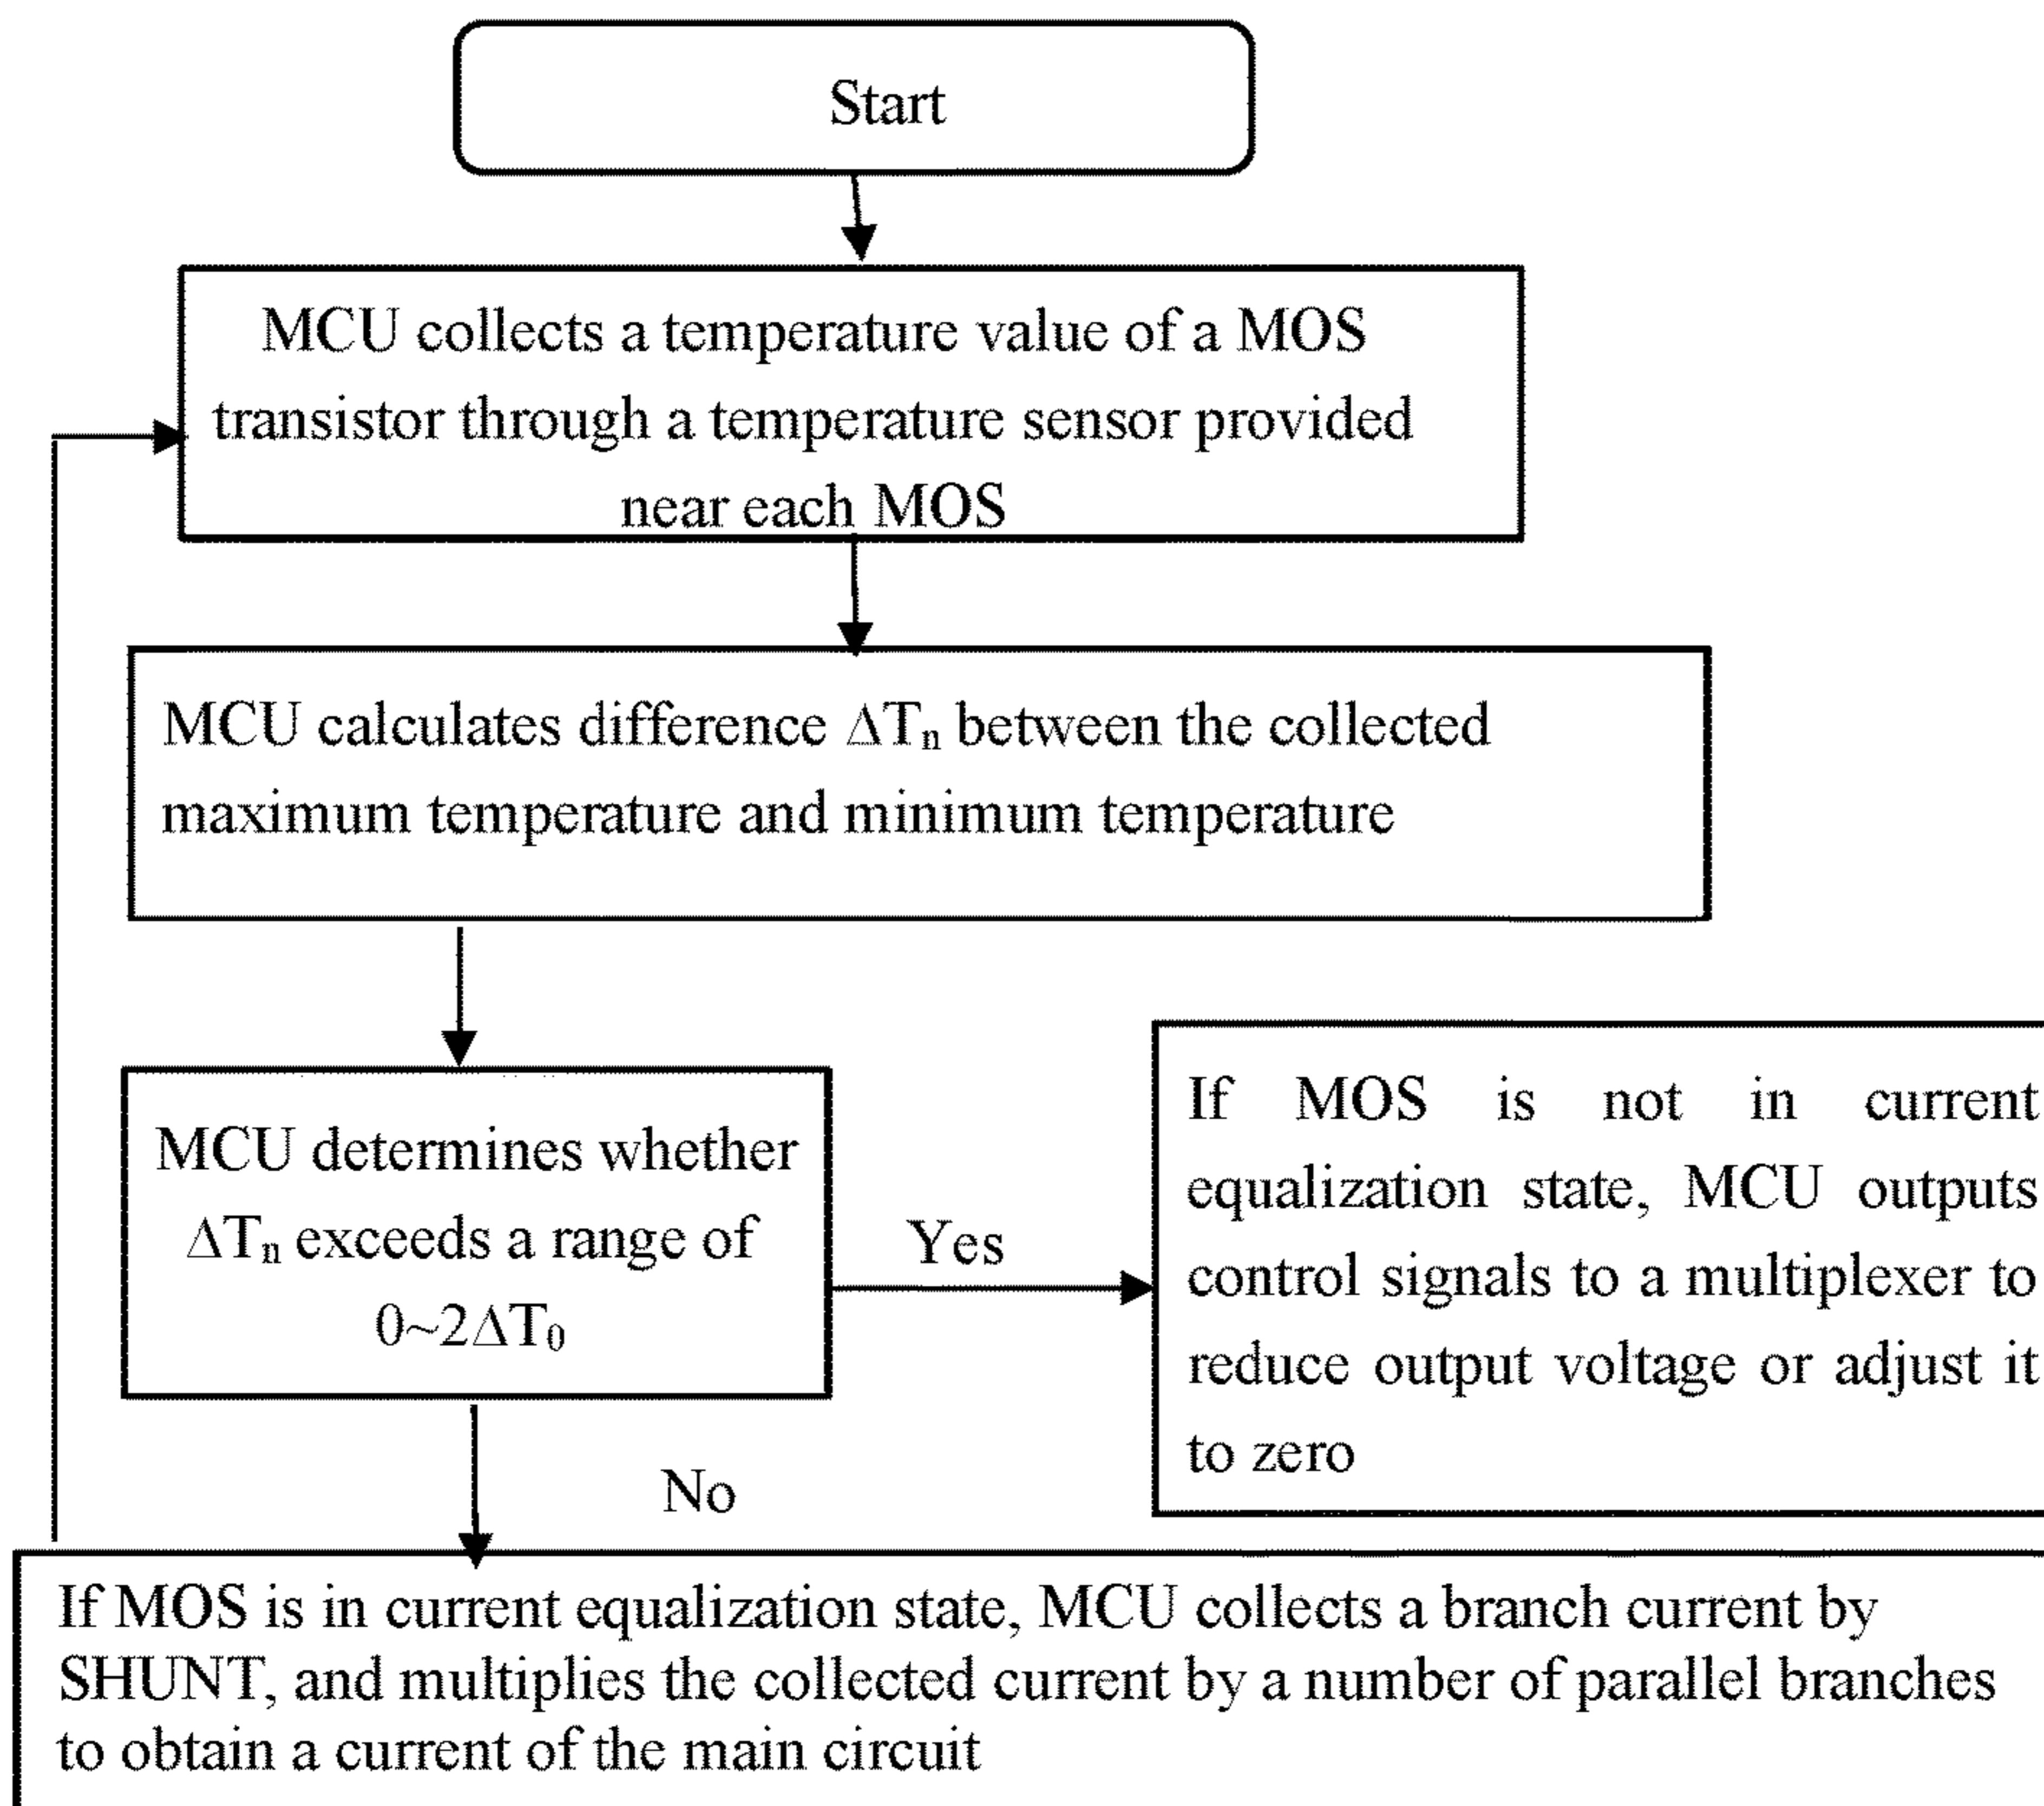 Start
MCU collects a temperature value of a MOS
transistor through a temperature sensor provided
near each MOS
MCU calculates difference ΔTₙ between the collected
maximum temperature and minimum temperature
MCU determines whether
ΔTₙ exceeds a range of
0~2ΔT₀
Yes
If MOS is not in current
equalization state, MCU outputs
control signals to a multiplexer to
reduce output voltage or adjust it
to zero
No
If MOS is in current equalization state, MCU collects a branch current by
SHUNT, and multiplies the collected current by a number of parallel branches
to obtain a current of the main circuit